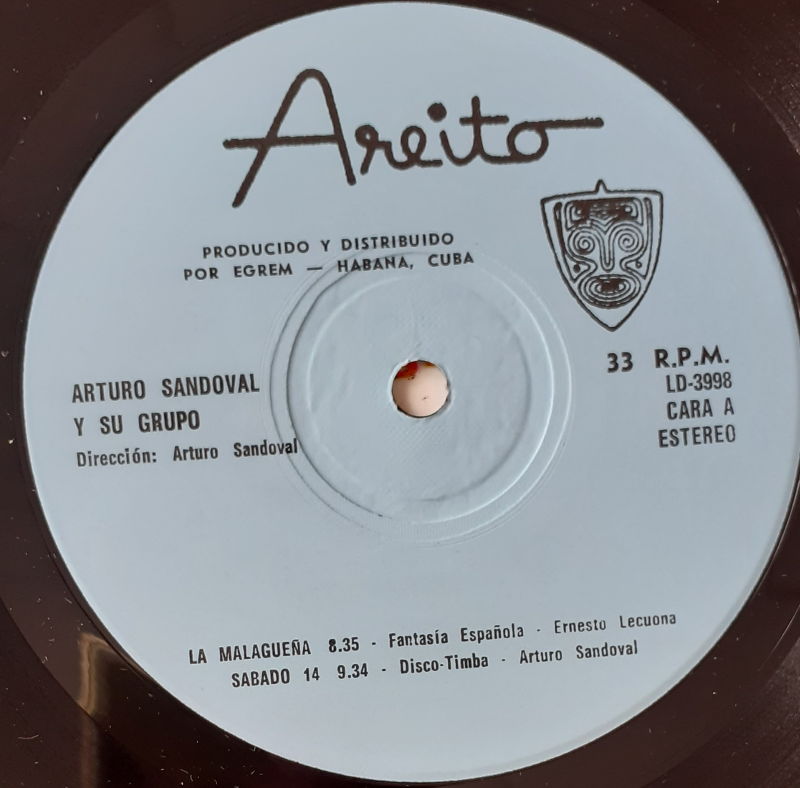 Areito
PRODUCIDO Y DISTRIBUIDO
POR EGREM — HABANA, CUBA
33 R.P.M.
LD-3998
CARA A
ESTEREO
ARTURO SANDOVAL
Y SU GRUPO
Dirección: Arturo Sandoval
LA MALAGUEÑA 8.35 - Fantasía Española - Ernesto Lecuona
SABADO 14 9.34 - Disco-Timba - Arturo Sandoval